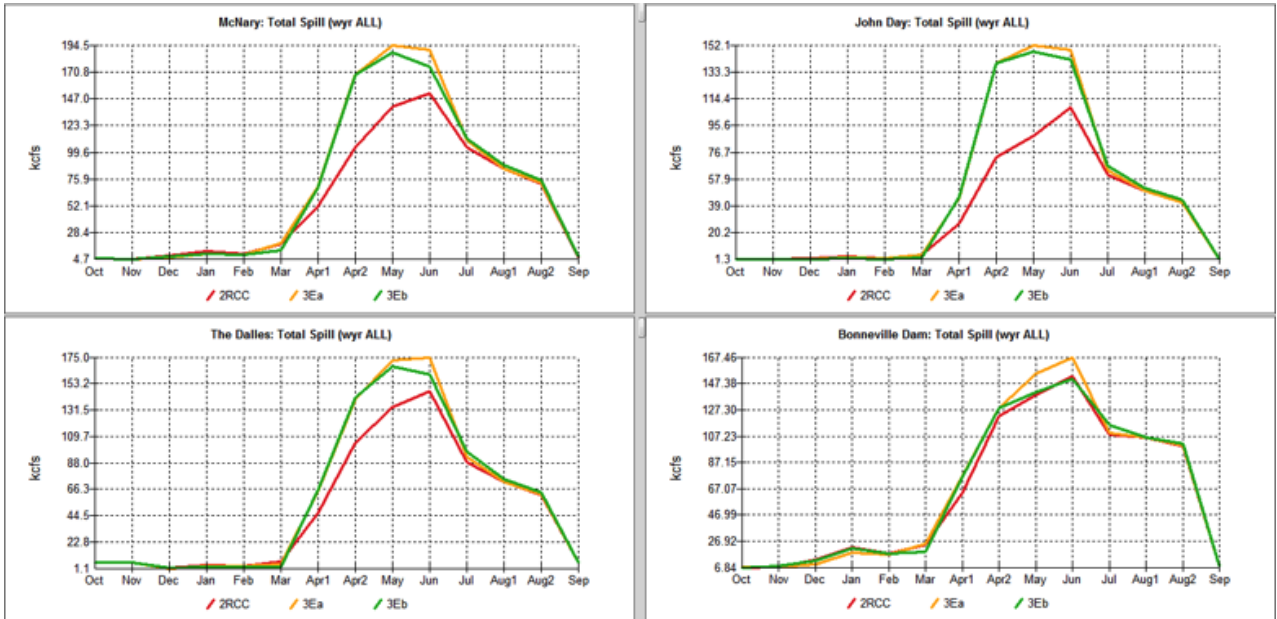 McNary: Total Spill (wyr ALL)
194.5
170.8
147.0
123.3
99.6
75.9
52.1
28.4
4.7
kcfs
Oct Nov Dec Jan Feb Mar Apr1 Apr2 May Jun Jul Aug1 Aug2 Sep
2RCC 3Ea 3Eb
John Day: Total Spill (wyr ALL)
152.1
133.3
114.4
95.6
76.7
57.9
39.0
20.2
1.3
kcfs
Oct Nov Dec Jan Feb Mar Apr1 Apr2 May Jun Jul Aug1 Aug2 Sep
2RCC 3Ea 3Eb
The Dalles: Total Spill (wyr ALL)
175.0
153.2
131.5
109.7
88.0
66.3
44.5
22.8
1.1
kcfs
Oct Nov Dec Jan Feb Mar Apr1 Apr2 May Jun Jul Aug1 Aug2 Sep
2RCC 3Ea 3Eb
Bonneville Dam: Total Spill (wyr ALL)
167.46
147.38
127.30
107.23
87.15
67.07
46.99
26.92
6.84
kcfs
Oct Nov Dec Jan Feb Mar Apr1 Apr2 May Jun Jul Aug1 Aug2 Sep
2RCC 3Ea 3Eb